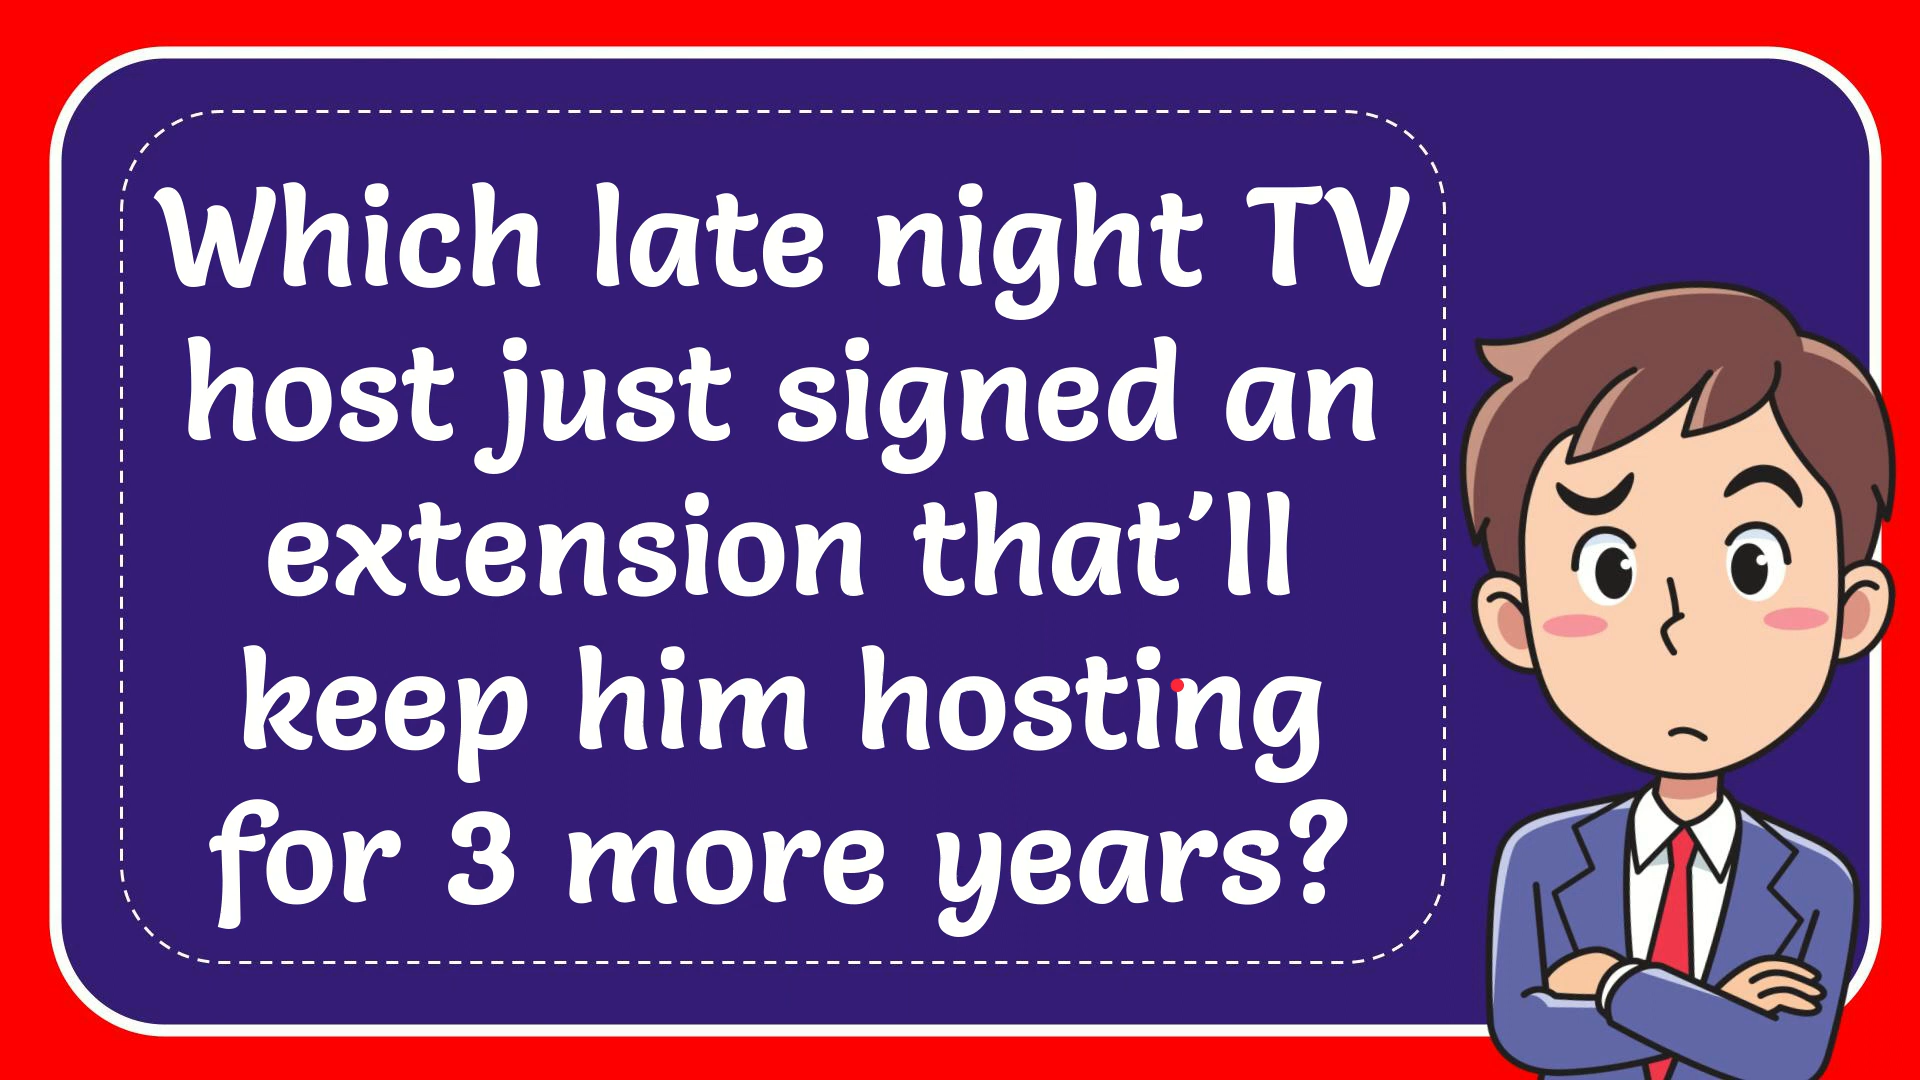 Which late night TV
host just signed an
extension that’ll
keep him hosting
for 3 more years?